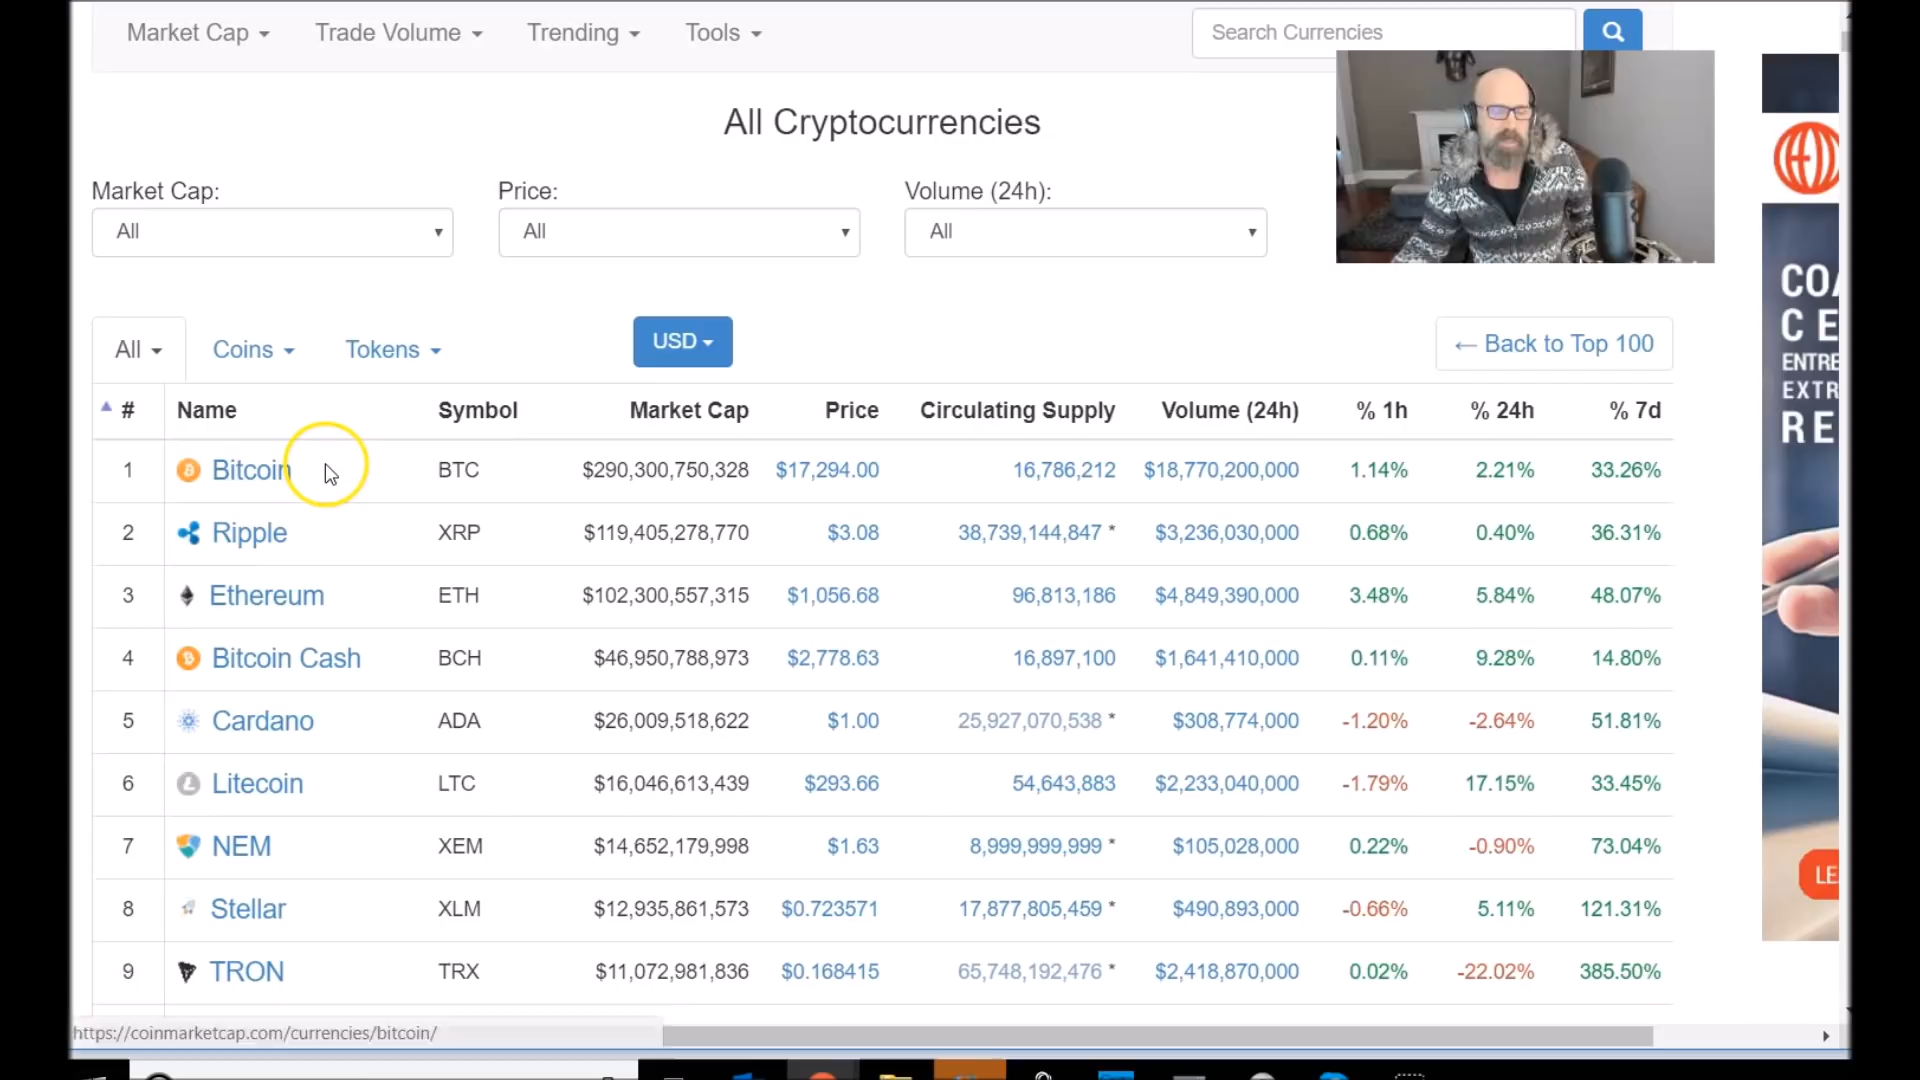 Market Cap Trade Volume Trending Tools Search Currencies
All Cryptocurrencies
Market Cap: Price: Volume (24h):
All All All
All Coins Tokens USD ← Back to Top 100
# Name Symbol Market Cap Price Circulating Supply Volume (24h) % 1h % 24h % 7d
1 Bitcoin BTC $290,300,750,328 $17,294.00 16,786,212 $18,770,200,000 1.14% 2.21% 33.26%
2 Ripple XRP $119,405,278,770 $3.08 38,739,144,847 * $3,236,030,000 0.68% 0.40% 36.31%
3 Ethereum ETH $102,300,557,315 $1,056.68 96,813,186 $4,849,390,000 3.48% 5.84% 48.07%
4 Bitcoin Cash BCH $46,950,788,973 $2,778.63 16,897,100 $1,641,410,000 0.11% 9.28% 14.80%
5 Cardano ADA $26,009,518,622 $1.00 25,927,070,538 * $308,774,000 -1.20% -2.64% 51.81%
6 Litecoin LTC $16,046,613,439 $293.66 54,643,883 $2,233,040,000 -1.79% 17.15% 33.45%
7 NEM XEM $14,652,179,998 $1.63 8,999,999,999 * $105,028,000 0.22% -0.90% 73.04%
8 Stellar XLM $12,935,861,573 $0.723571 17,877,805,459 * $490,893,000 -0.66% 5.11% 121.31%
9 TRON TRX $11,072,981,836 $0.168415 65,748,192,476 * $2,418,870,000 0.02% -22.02% 385.50%
https://coinmarketcap.com/currencies/bitcoin/
COA
CE
ENTRE
EXTR
RE
LE